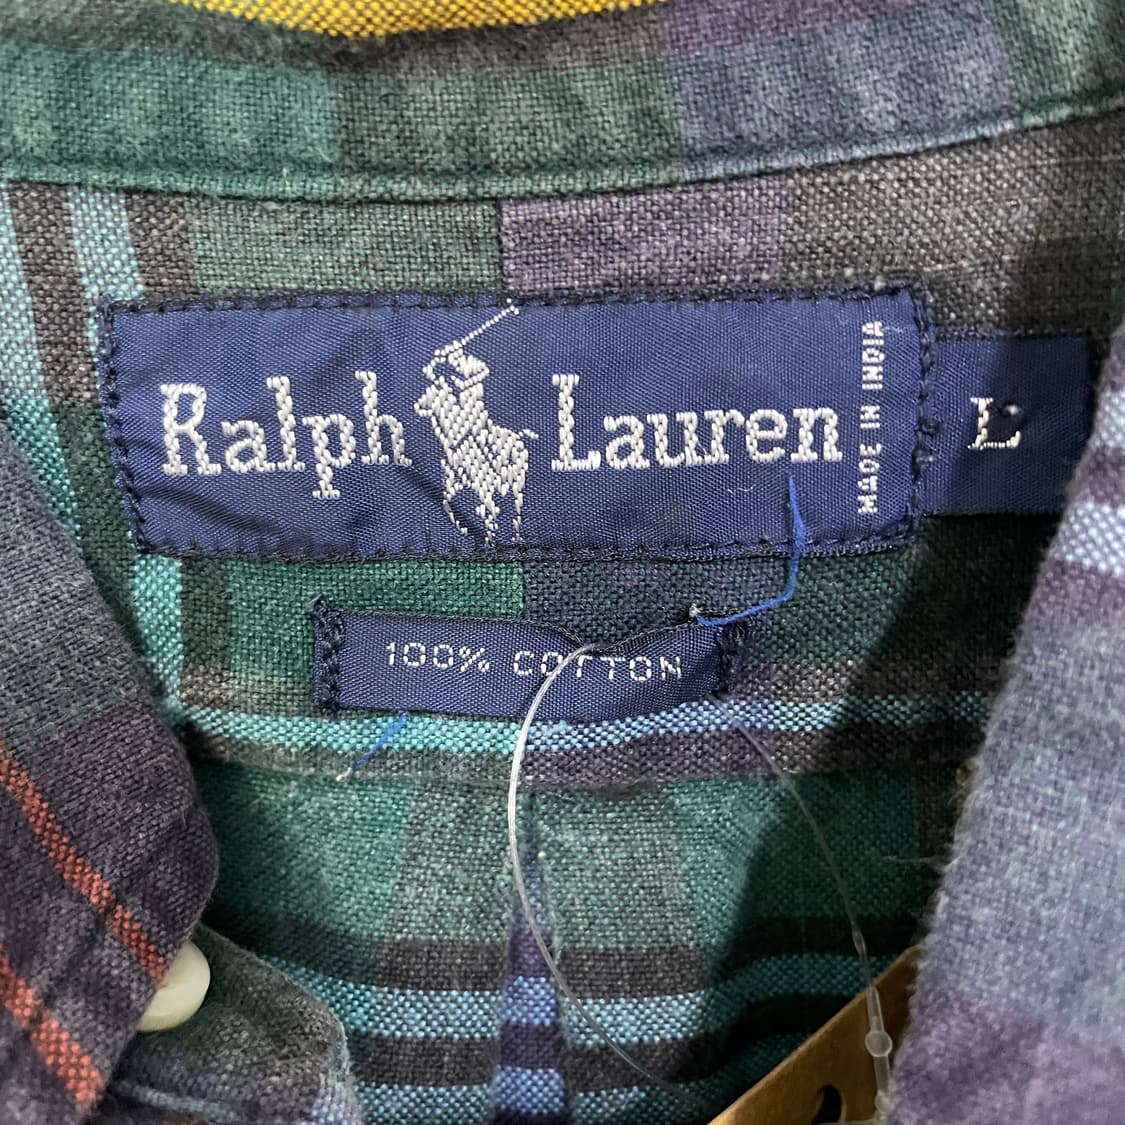 Ralph Lauren
MADE IN INDIA
L
100% COTTON